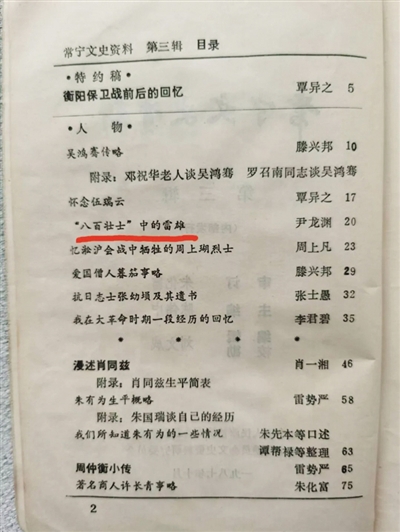 常宁文史资料 第三辑 目录
·特约稿·
衡阳保卫战前后的回忆 覃异之 5
·人物·
吴鸿骞传略 滕兴邦 10
附录:邓祝华老人谈吴鸿骞 罗召南同志谈吴鸿骞
怀念伍瑞云 覃异之 17
“八百壮士”中的雷雄 尹龙渊 20
忆淞沪会战中牺牲的周上瑚烈士 周上凡 23
爱国僧人暮茄事略 滕兴邦 29
抗日志士张幼埙及其遗书 张士愚 32
我在大革命时期一段经历的回忆 李君碧 35
· · · ·
漫述肖同兹 肖一湘 46
附录:肖同兹生平简表
朱有为生平概略 雷势严 58
附录:朱国瑞谈自己的经历
我们所知道朱有为的一些情况 朱先本等口述
谭帮禄等整理 63
周仲衡小传 雷势严 65
著名商人许长青事略 朱化富 75
2